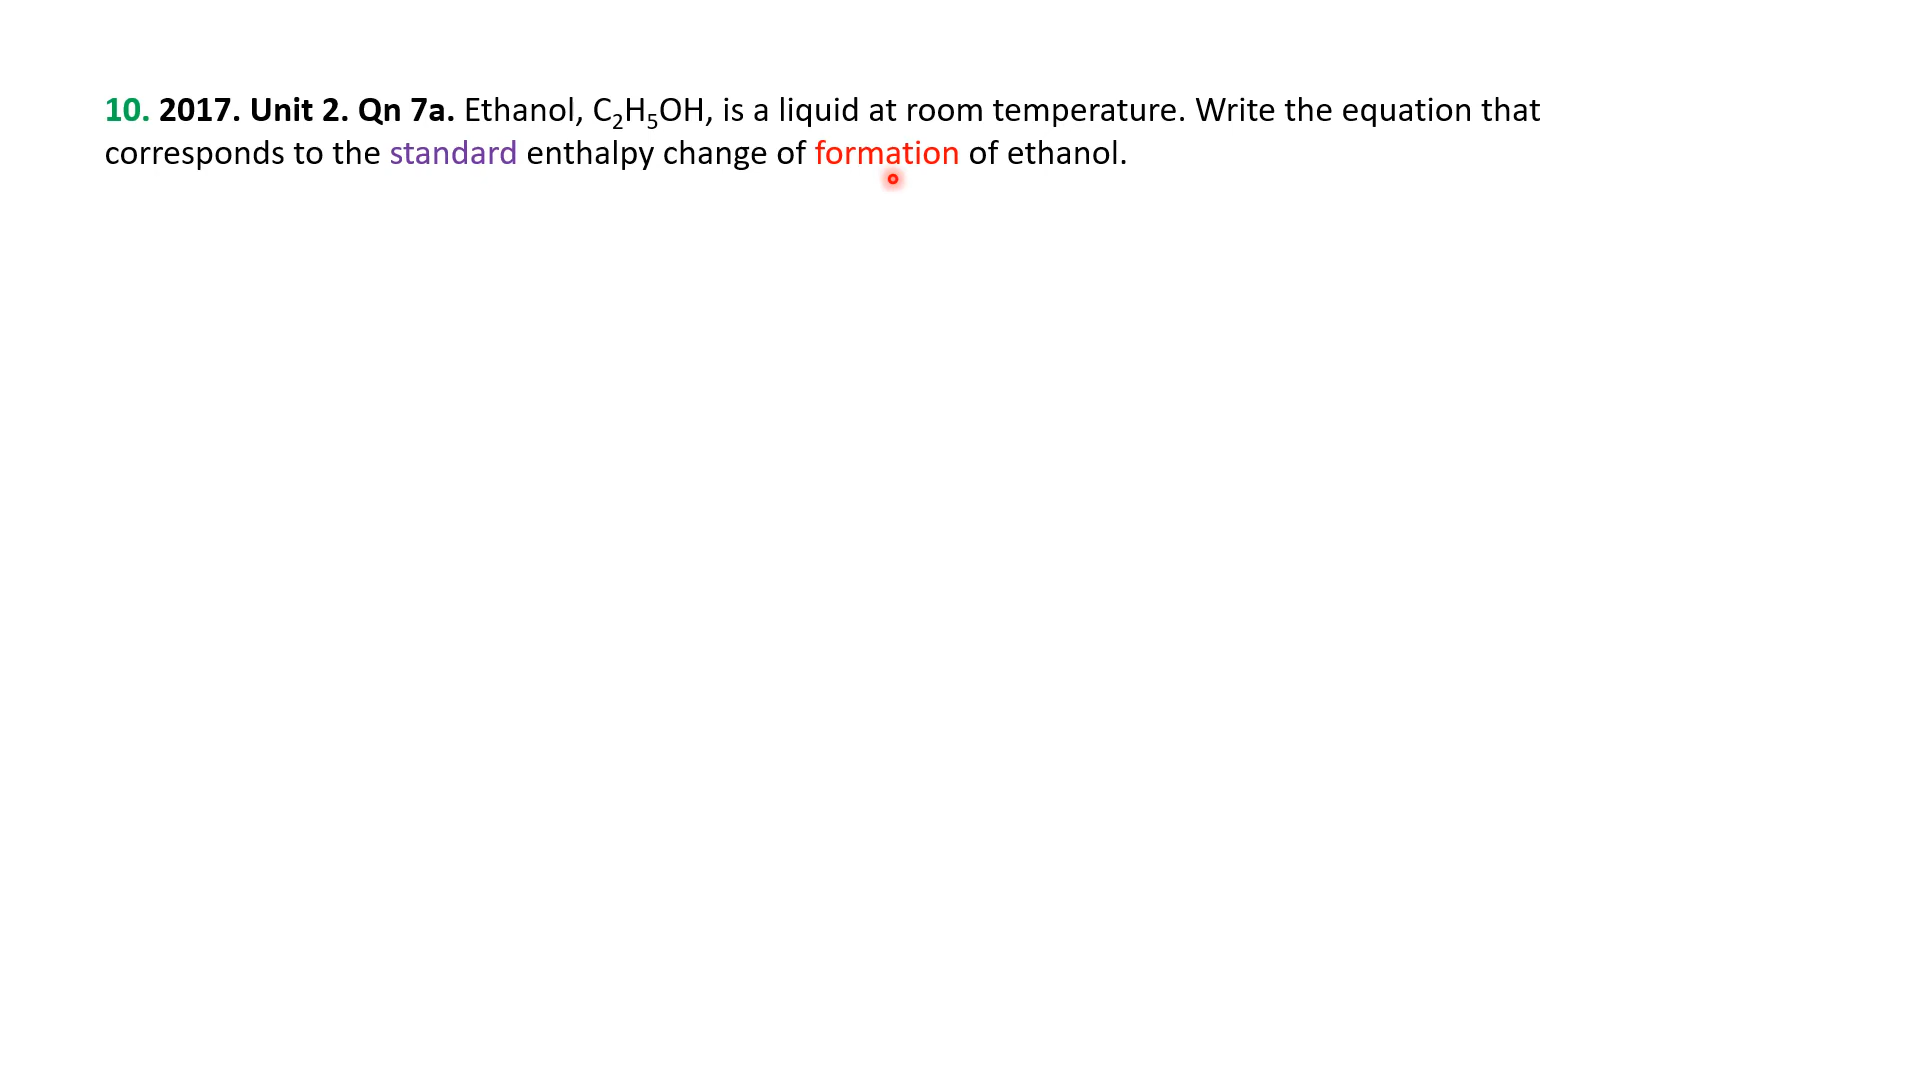 10. 2017. Unit 2. Qn 7a. Ethanol, C₂H₅OH, is a liquid at room temperature. Write the equation that
corresponds to the standard enthalpy change of formation of ethanol.